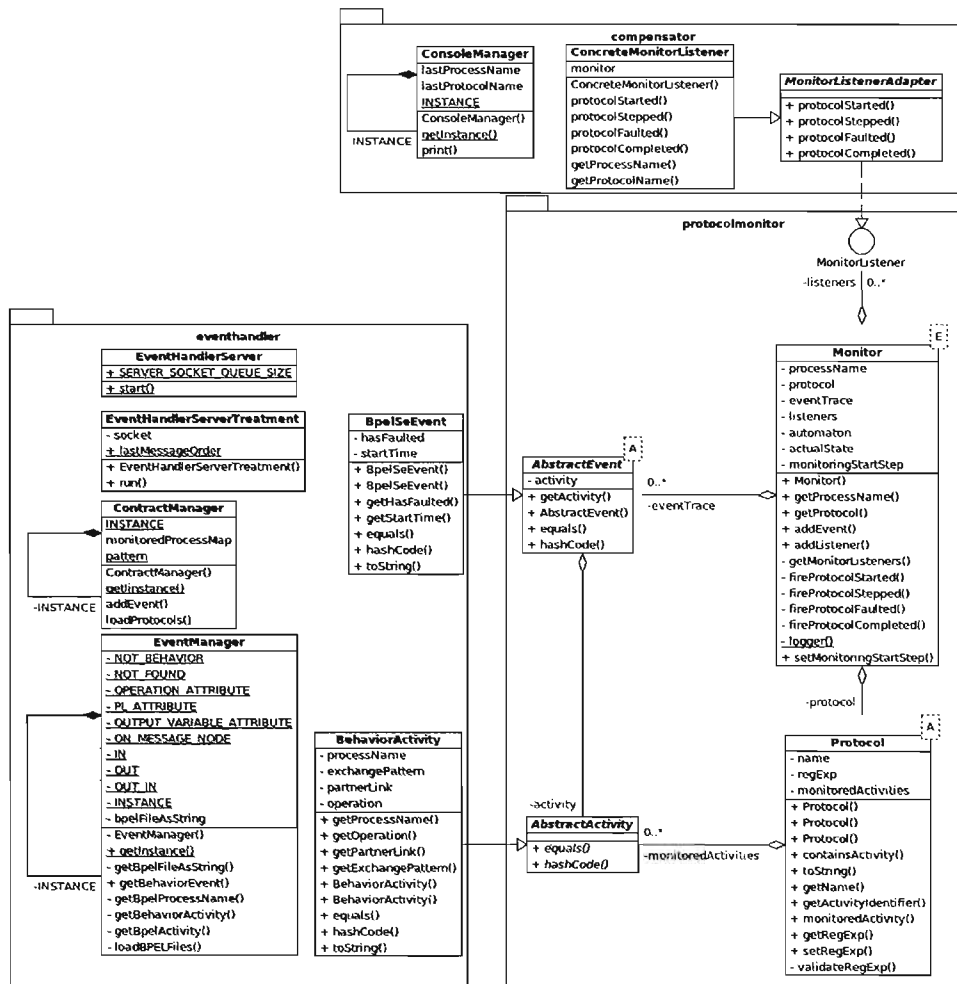 compensator
ConsoleManager
lastProcessName
lastProtocolName
INSTANCE
ConsoleManager()
getInstance()
print()
INSTANCE
ConcreteMonitorListener
monitor
ConcreteMonitorListener()
protocolStarted()
protocolStepped()
protocolFaulted()
protocolCompleted()
getProcessName()
getProtocolName()
MonitorListenerAdapter
+ protocolStarted()
+ protocolStepped()
+ protocolFaulted()
+ protocolCompleted()
protocolmonitor
MonitorListener
-listeners 0..*
E
Monitor
- processName
- protocol
- eventTrace
- listeners
- automaton
- actualState
- monitoringStartStep
+ Monitor()
+ getProcessName()
+ getProtocol()
+ addEvent()
+ addListener()
- getMonitorListeners()
- fireProtocolStarted()
- fireProtocolStepped()
- fireProtocolFaulted()
- fireProtocolCompleted()
- logger()
+ setMonitoringStartStep()
A
AbstractEvent
- activity
+ getActivity()
+ AbstractEvent()
+ equals()
+ hashCode()
0..*
-eventTrace
-protocol
A
Protocol
- name
- regExp
- monitoredActivities
+ Protocol()
+ Protocol()
+ Protocol()
+ containsActivity()
+ toString()
+ getName()
+ getActivityIdentifier()
+ monitoredActivity()
+ getRegExp()
+ setRegExp()
- validateRegExp()
-activity
AbstractActivity
+ equals()
+ hashCode()
0..*
-monitoredActivities
eventhandler
EventHandlerServer
+ SERVER_SOCKET_QUEUE_SIZE
+ start()
EventHandlerServerTreatment
- socket
+ lastMessageOrder
+ EventHandlerServerTreatment()
+ run()
ContractManager
INSTANCE
monitoredProcessMap
pattern
ContractManager()
getInstance()
addEvent()
loadProtocols()
-INSTANCE
EventManager
- NOT_BEHAVIOR
- NOT_FOUND
- OPERATION_ATTRIBUTE
- PL_ATTRIBUTE
- OUTPUT_VARIABLE_ATTRIBUTE
- ON_MESSAGE_NODE
- IN
- OUT
- OUT_IN
- INSTANCE
- bpelFileAsString
- EventManager()
+ getInstance()
- getBpelFileAsString()
+ getBehaviorEvent()
- getBpelProcessName()
- getBehaviorActivity()
- getBpelActivity()
- loadBPELFiles()
-INSTANCE
BpelSeEvent
- hasFaulted
- startTime
+ BpelSeEvent()
+ BpelSeEvent()
+ getHasFaulted()
+ getStartTime()
+ equals()
+ hashCode()
+ toString()
BehaviorActivity
- processName
- exchangePattern
- partnerLink
- operation
+ getProcessName()
+ getOperation()
+ getPartnerLink()
+ getExchangePattern()
+ BehaviorActivity()
+ BehaviorActivity()
+ equals()
+ hashCode()
+ toString()